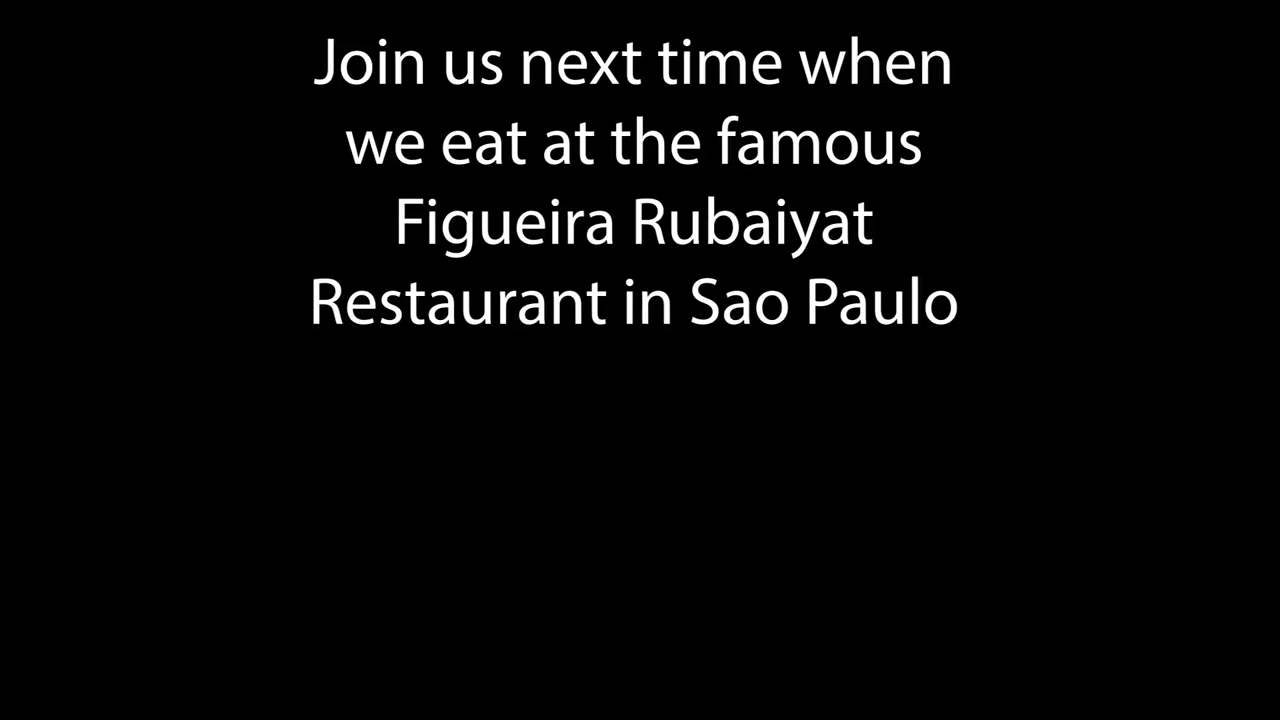 Join us next time when
we eat at the famous
Figueira Rubaiyat
Restaurant in Sao Paulo